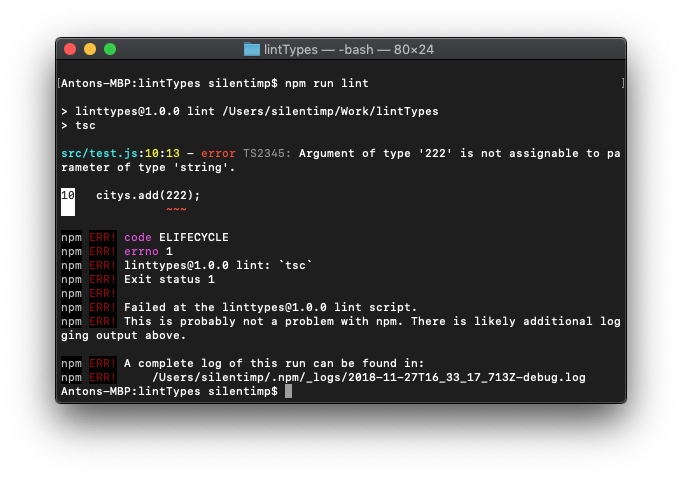 lintTypes — -bash — 80×24
[Antons-MBP:lintTypes silentimp$ npm run lint ]
> linttypes@1.0.0 lint /Users/silentimp/Work/lintTypes
> tsc
src/test.js:10:13 - error TS2345: Argument of type '222' is not assignable to pa
rameter of type 'string'.
10 citys.add(222);
~~~
npm ERR! code ELIFECYCLE
npm ERR! errno 1
npm ERR! linttypes@1.0.0 lint: `tsc`
npm ERR! Exit status 1
npm ERR!
npm ERR! Failed at the linttypes@1.0.0 lint script.
npm ERR! This is probably not a problem with npm. There is likely additional log
ging output above.
npm ERR! A complete log of this run can be found in:
npm ERR! /Users/silentimp/.npm/_logs/2018-11-27T16_33_17_713Z-debug.log
Antons-MBP:lintTypes silentimp$